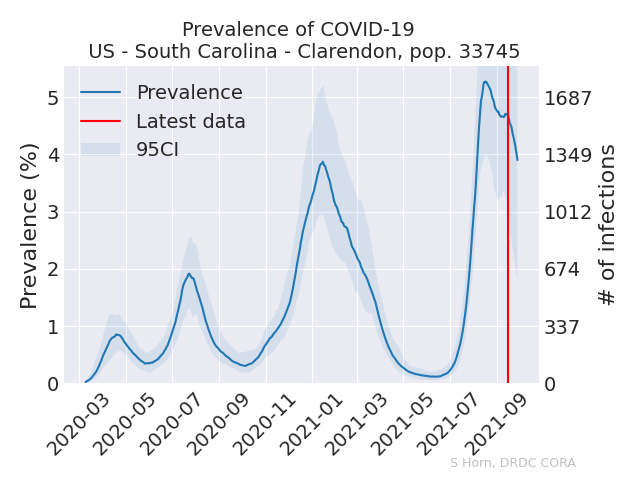 Prevalence of COVID-19
US - South Carolina - Clarendon, pop. 33745
Prevalence
Latest data
95CI
Prevalence (%)
5
4
3
2
1
0
1687
1349
1012
674
337
0
# of infections
2020-03
2020-05
2020-07
2020-09
2020-11
2021-01
2021-03
2021-05
2021-07
2021-09
S Horn, DRDC CORA